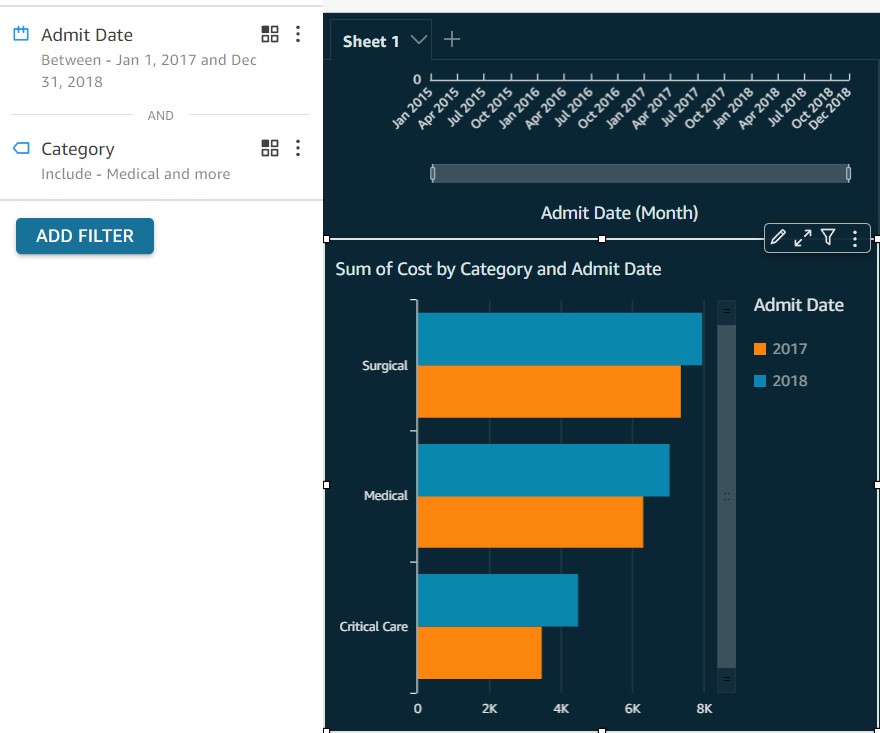 Admit Date
Between - Jan 1, 2017 and Dec
31, 2018
AND
Category
Include - Medical and more
ADD FILTER
Sheet 1
0
Jan 2015
Apr 2015
Jul 2015
Oct 2015
Jan 2016
Apr 2016
Jul 2016
Oct 2016
Jan 2017
Apr 2017
Jul 2017
Oct 2017
Jan 2018
Apr 2018
Jul 2018
Oct 2018
Dec 2018
Admit Date (Month)
Sum of Cost by Category and Admit Date
Admit Date
2017
2018
Surgical
Medical
Critical Care
0
2K
4K
6K
8K